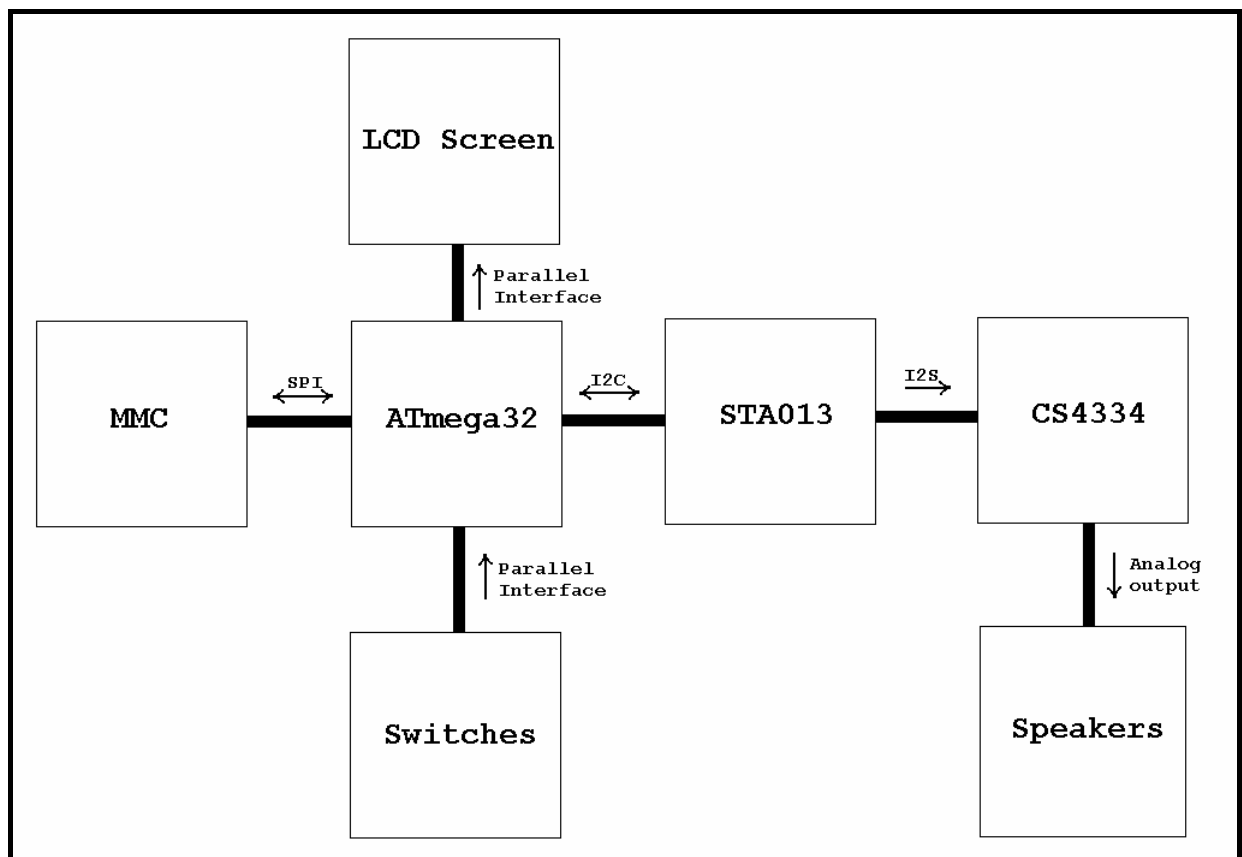 LCD Screen
Parallel
Interface
MMC
SPI
ATmega32
I2C
STA013
I2S
CS4334
Parallel
Interface
Analog
output
Switches
Speakers